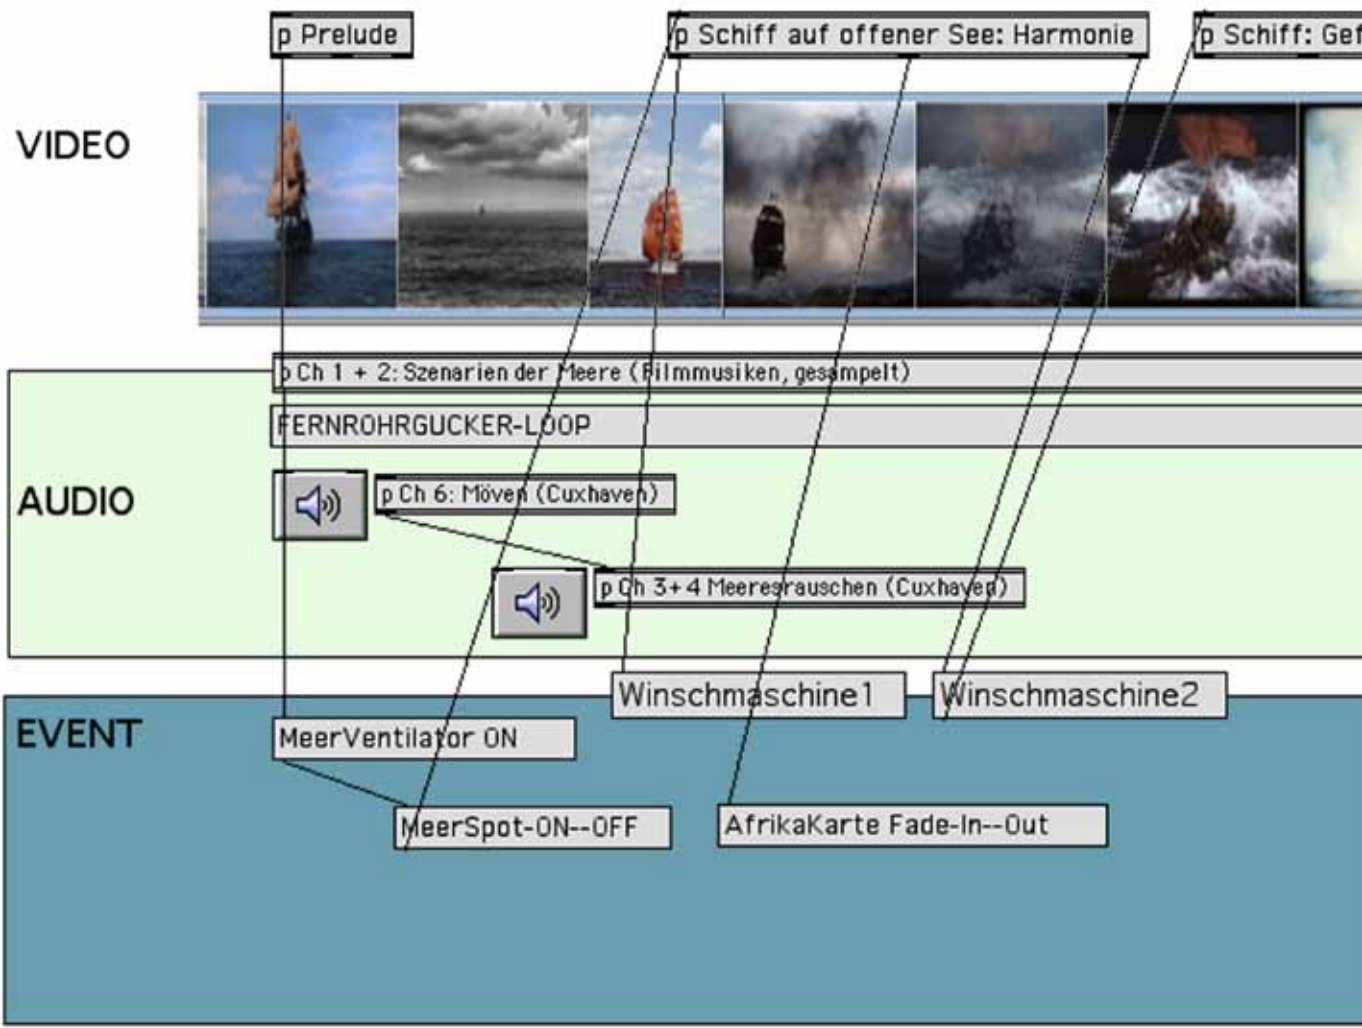 p Prelude
p Schiff auf offener See: Harmonie
p Schiff: Gef
VIDEO
p Ch 1 + 2: Szenarien der Meere (Filmmusiken, gesampelt)
FERNROHRGUCKER-LOOP
AUDIO
p Ch 6: Möven (Cuxhaven)
p Ch 3+4 Meeresrauschen (Cuxhaven)
Winschmaschine1
Winschmaschine2
EVENT
MeerVentilator ON
MeerSpot-ON--OFF
AfrikaKarte Fade-In--Out